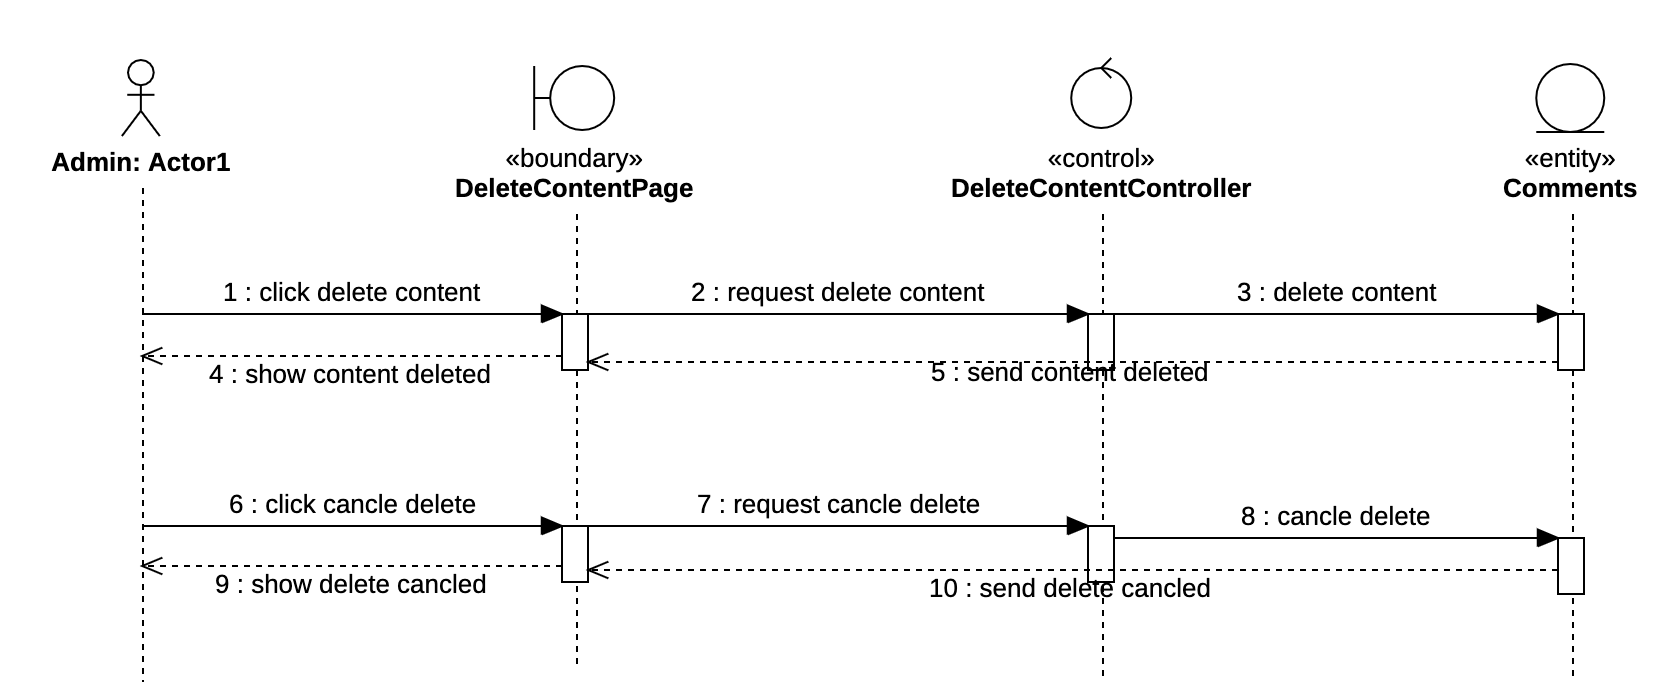 Admin: Actor1
«boundary»
DeleteContentPage
«control»
DeleteContentController
«entity»
Comments
1 : click delete content
2 : request delete content
3 : delete content
4 : show content deleted
5 : send content deleted
6 : click cancle delete
7 : request cancle delete
8 : cancle delete
9 : show delete cancled
10 : send delete cancled